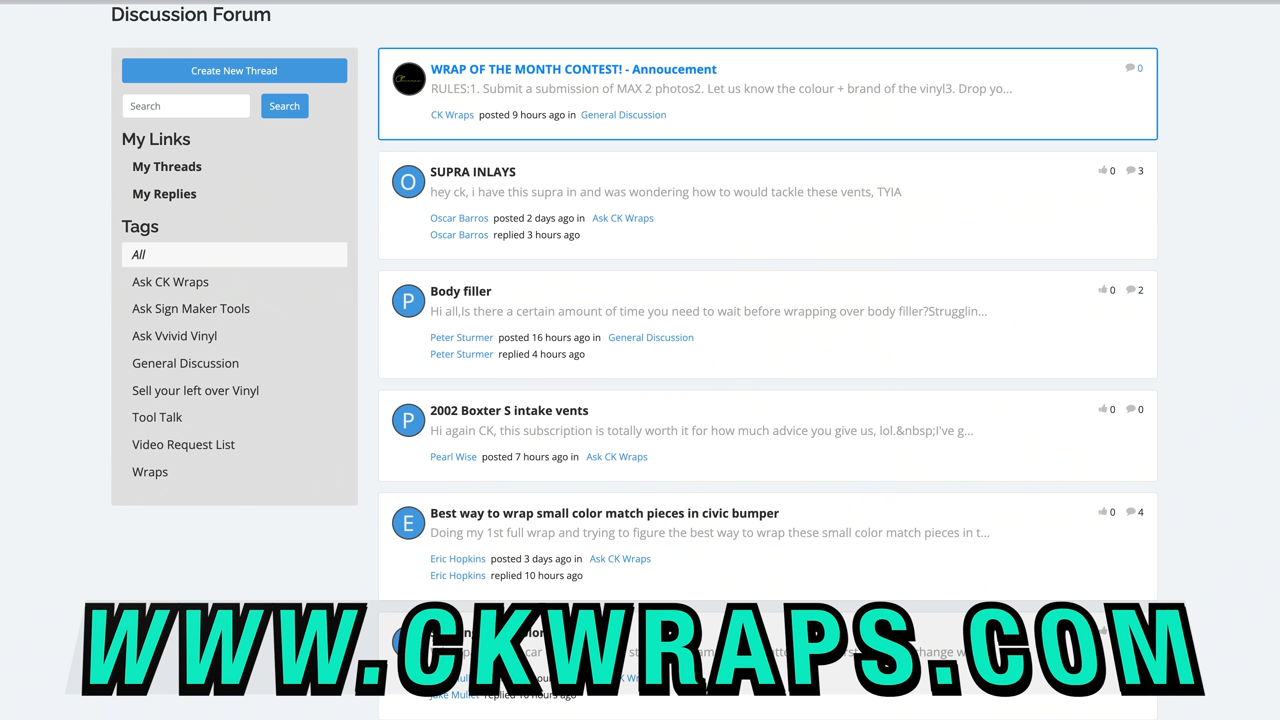 Discussion Forum
Create New Thread
Search
Search
My Links
My Threads
My Replies
Tags
All
Ask CK Wraps
Ask Sign Maker Tools
Ask Vvivid Vinyl
General Discussion
Sell your left over Vinyl
Tool Talk
Video Request List
Wraps
WRAP OF THE MONTH CONTEST! - Annoucement
0
RULES:1. Submit a submission of MAX 2 photos2. Let us know the colour + brand of the vinyl3. Drop yo...
CK Wraps posted 9 hours ago in General Discussion
O
SUPRA INLAYS
0 3
hey ck, i have this supra in and was wondering how to would tackle these vents, TYIA
Oscar Barros posted 2 days ago in Ask CK Wraps
Oscar Barros replied 3 hours ago
P
Body filler
0 2
Hi all,Is there a certain amount of time you need to wait before wrapping over body filler?Strugglin...
Peter Sturmer posted 16 hours ago in General Discussion
Peter Sturmer replied 4 hours ago
P
2002 Boxter S intake vents
0 0
Hi again CK, this subscription is totally worth it for how much advice you give us, lol.&nbsp;I've g...
Pearl Wise posted 7 hours ago in Ask CK Wraps
E
Best way to wrap small color match pieces in civic bumper
0 4
Doing my 1st full wrap and trying to figure the best way to wrap these small color match pieces in t...
Eric Hopkins posted 3 days ago in Ask CK Wraps
Eric Hopkins replied 10 hours ago
WWW.CKWRAPS.COM